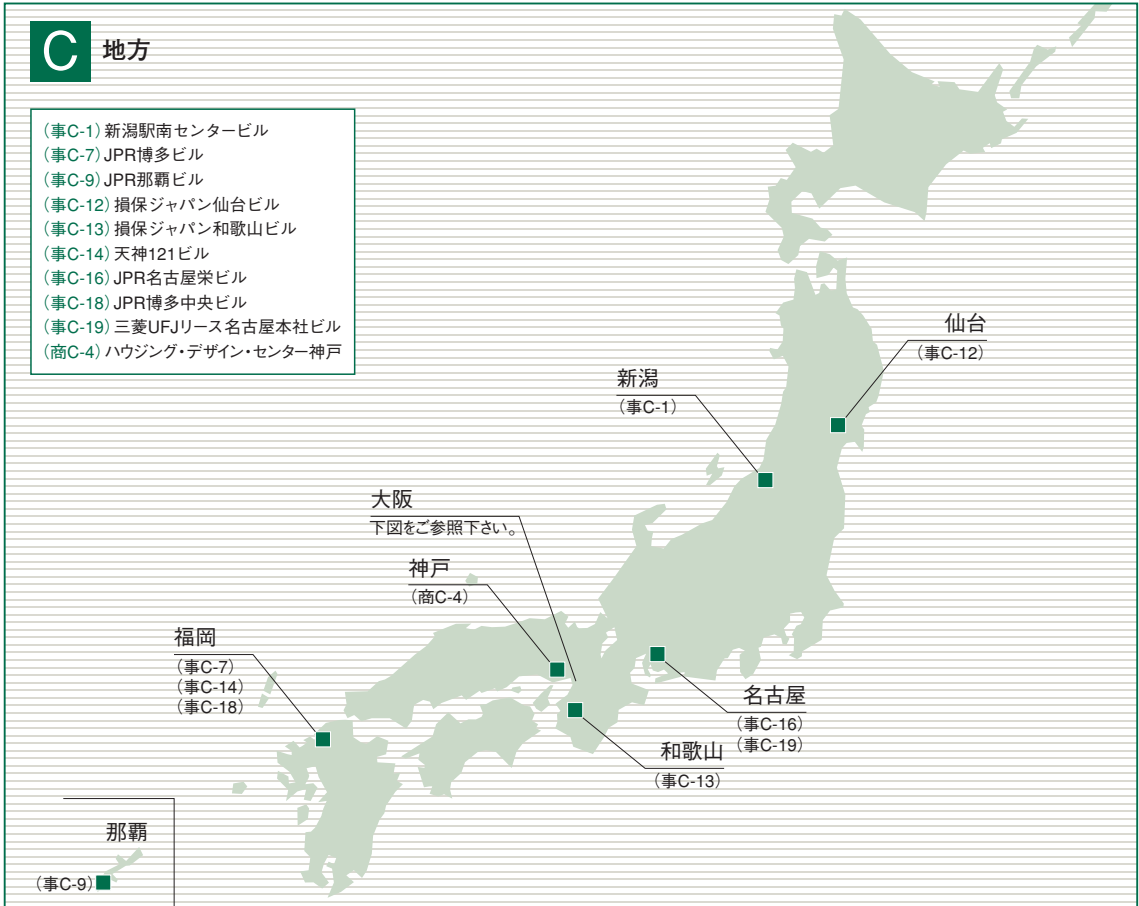 C 地方
(事C-1) 新潟駅南センタービル
(事C-7) JPR博多ビル
(事C-9) JPR那覇ビル
(事C-12) 損保ジャパン仙台ビル
(事C-13) 損保ジャパン和歌山ビル
(事C-14) 天神121ビル
(事C-16) JPR名古屋栄ビル
(事C-18) JPR博多中央ビル
(事C-19) 三菱UFJリース名古屋本社ビル
(商C-4) ハウジング・デザイン・センター神戸
仙台
(事C-12)
新潟
(事C-1)
大阪
下図をご参照下さい。
神戸
(商C-4)
福岡
(事C-7)
(事C-14)
(事C-18)
名古屋
(事C-16)
(事C-19)
和歌山
(事C-13)
那覇
(事C-9)